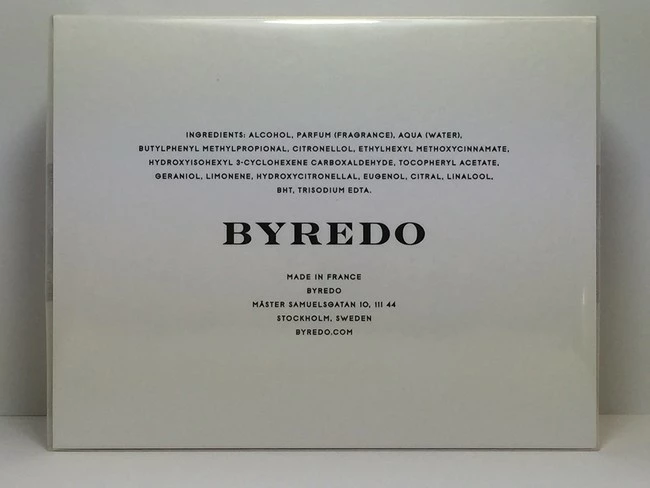 INGREDIENTS: ALCOHOL, PARFUM (FRAGRANCE), AQUA (WATER),
BUTYLPHENYL METHYLPROPIONAL, CITRONELLOL, ETHYLHEXYL METHOXYCINNAMATE,
HYDROXYISOHEXYL 3-CYCLOHEXENE CARBOXALDEHYDE, TOCOPHERYL ACETATE,
GERANIOL, LIMONENE, HYDROXYCITRONELLAL, EUGENOL, CITRAL, LINALOOL,
BHT, TRISODIUM EDTA.
BYREDO
MADE IN FRANCE
BYREDO
MÄSTER SAMUELSGATAN 10, 111 44
STOCKHOLM, SWEDEN
BYREDO.COM